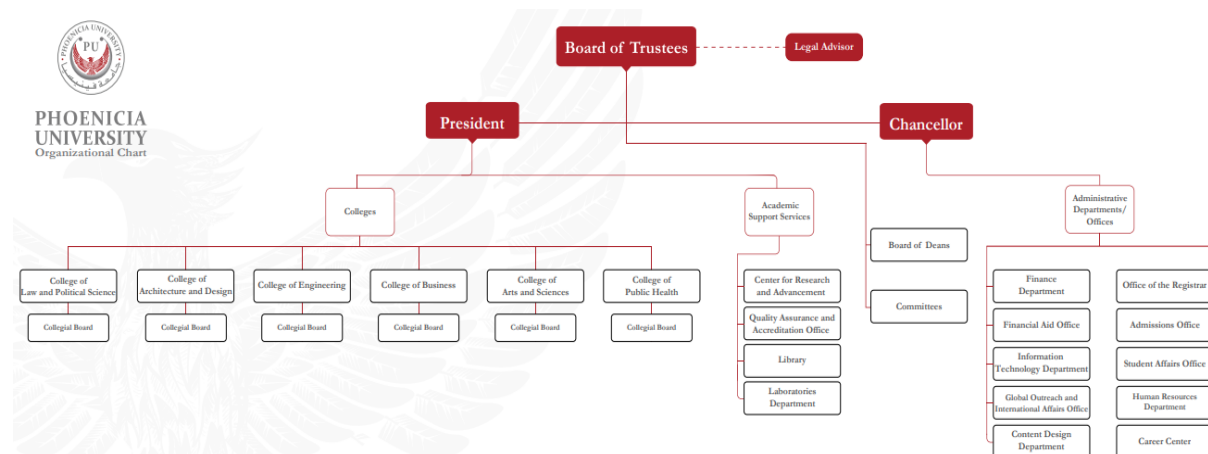 PHOENICIA UNIVERSITY
PU
جامعة فينيسيا
PHOENICIA
UNIVERSITY
Organizational Chart
Board of Trustees
Legal Advisor
President
Chancellor
Colleges
Academic
Support Services
Administrative
Departments/
Offices
Board of Deans
Committees
College of
Law and Political Science
College of
Architecture and Design
College of Engineering
College of Business
College of
Arts and Sciences
College of
Public Health
Collegial Board
Collegial Board
Collegial Board
Collegial Board
Collegial Board
Collegial Board
Center for Research
and Advancement
Quality Assurance and
Accreditation Office
Library
Laboratories
Department
Finance
Department
Office of the Registrar
Financial Aid Office
Admissions Office
Information
Technology Department
Student Affairs Office
Global Outreach and
International Affairs Office
Human Resources
Department
Content Design
Department
Career Center